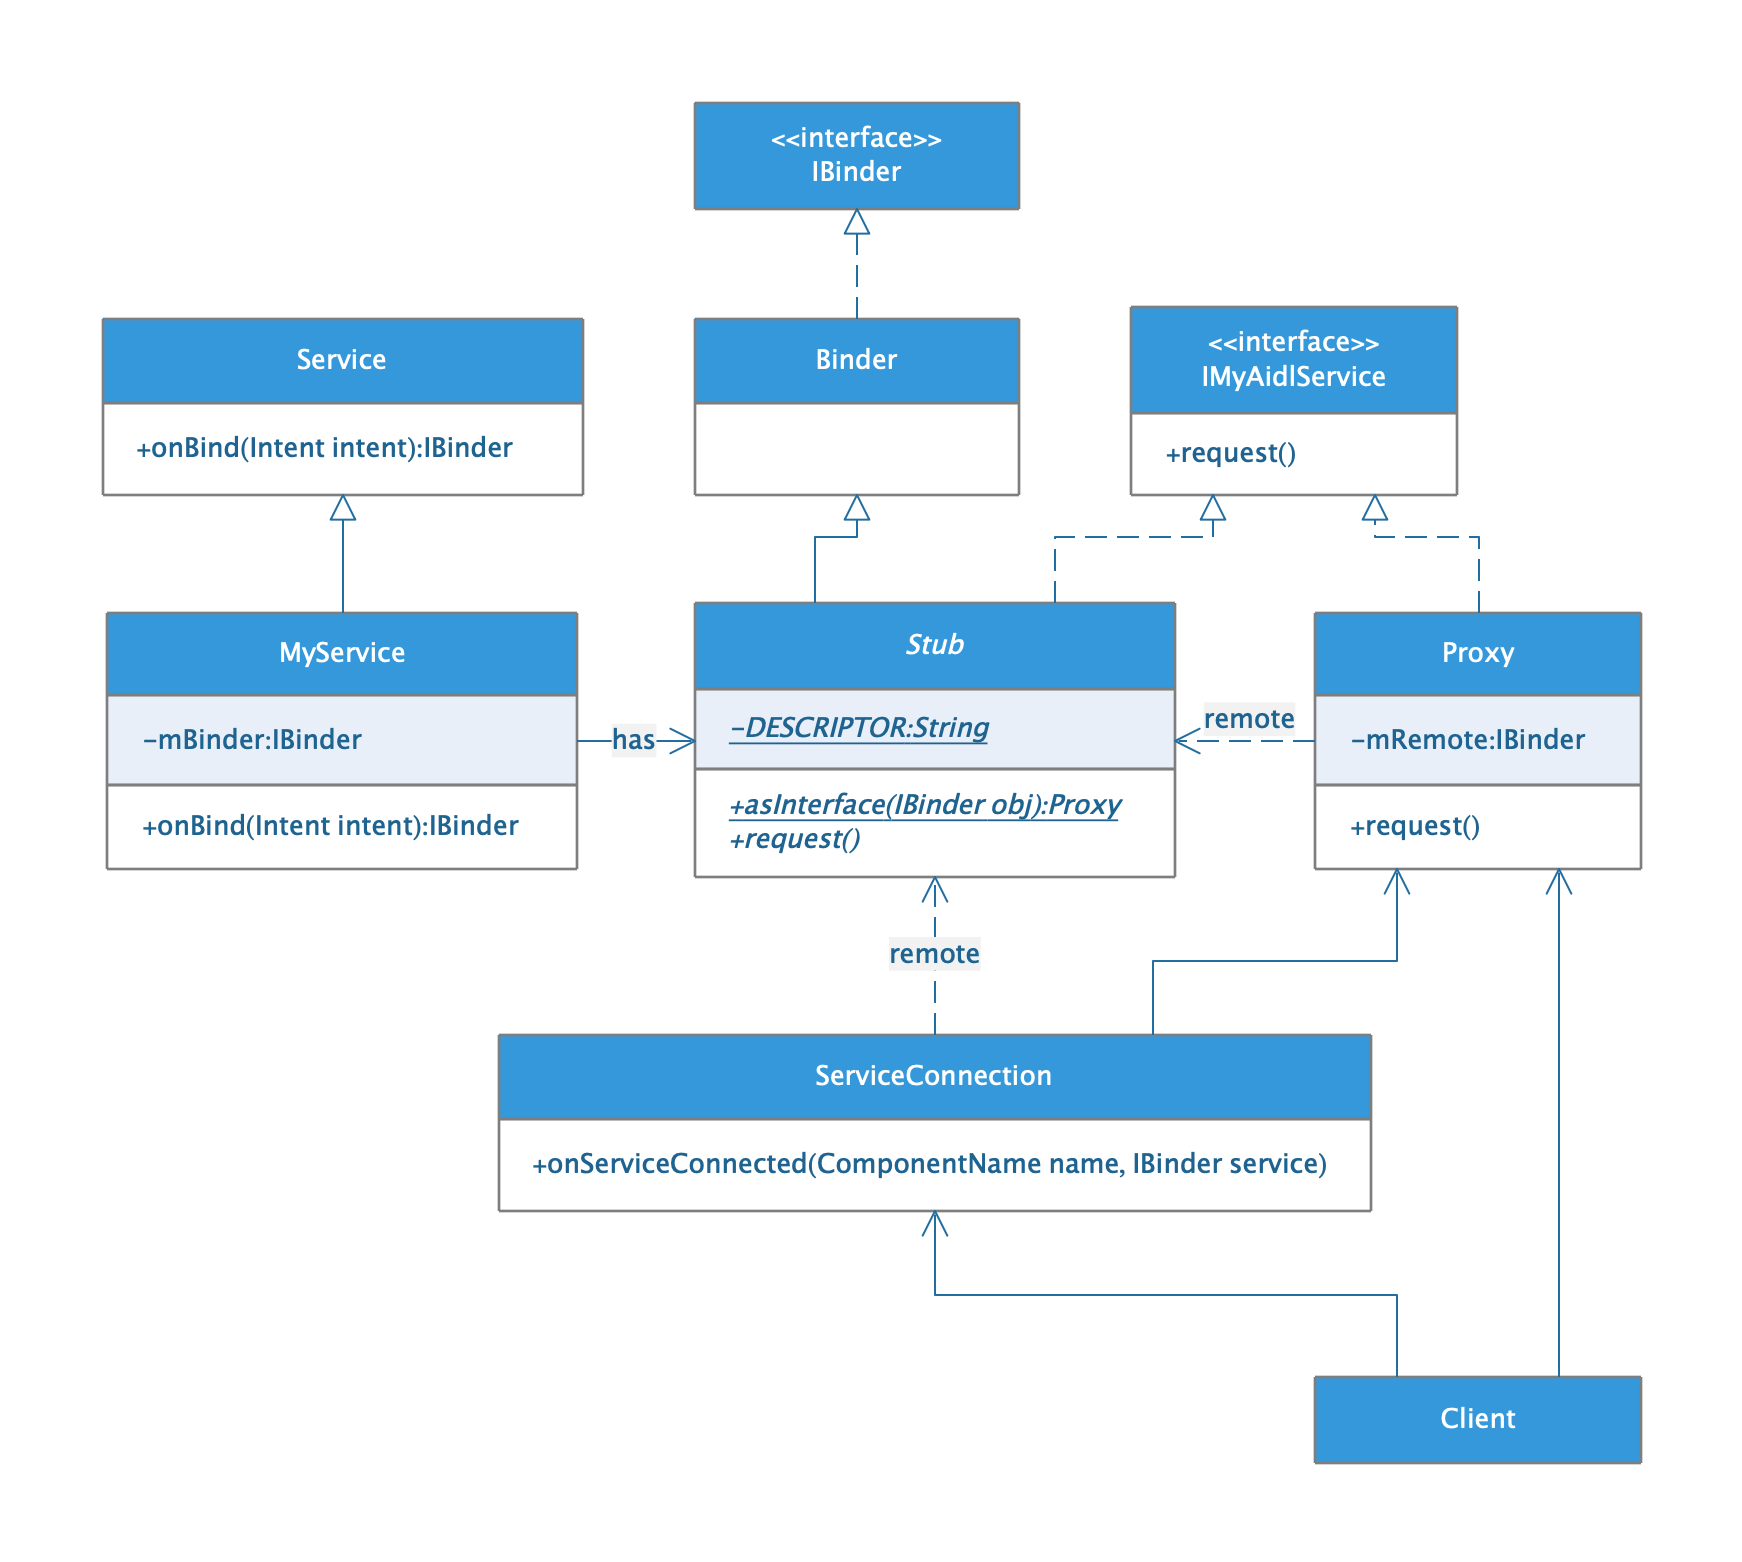 <<interface>>
IBinder
Service
+onBind(Intent intent):IBinder
Binder
<<interface>>
IMyAidlService
+request()
MyService
-mBinder:IBinder
+onBind(Intent intent):IBinder
has
Stub
-DESCRIPTOR:String
+asInterface(IBinder obj):Proxy
+request()
remote
Proxy
-mRemote:IBinder
+request()
remote
ServiceConnection
+onServiceConnected(ComponentName name, IBinder service)
Client